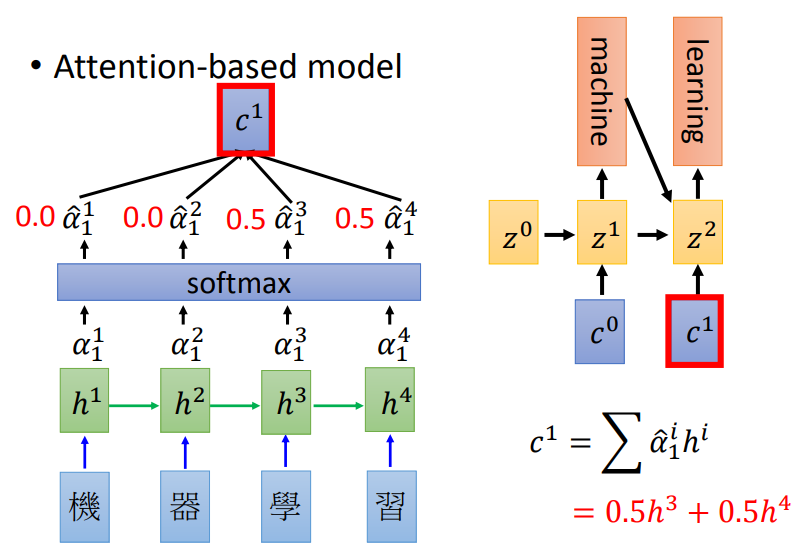 • Attention-based model
c¹
0.0 α̂₁¹ 0.0 α̂₁² 0.5 α̂₁³ 0.5 α̂₁⁴
softmax
α₁¹ α₁² α₁³ α₁⁴
h¹ h² h³ h⁴
機 器 學 習
machine learning
z⁰ z¹ z²
c⁰ c¹
c¹ = ∑ α̂₁ⁱhⁱ
= 0.5h³ + 0.5h⁴